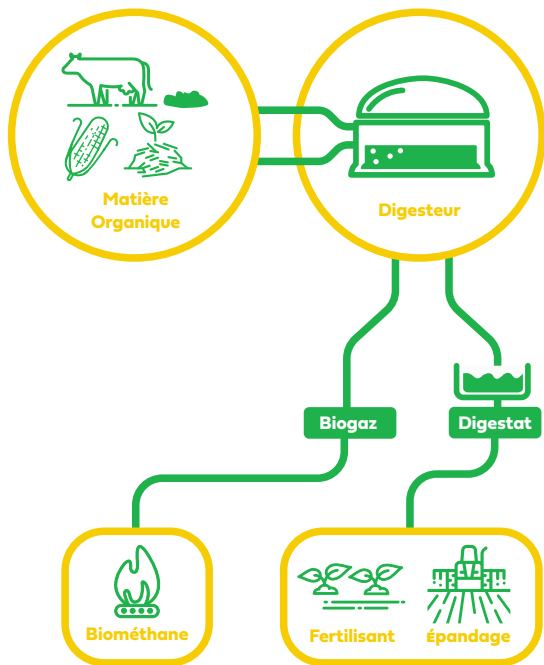 Matière
Organique
Digesteur
Biogaz
Digestat
Biométhane
Fertilisant
épandage